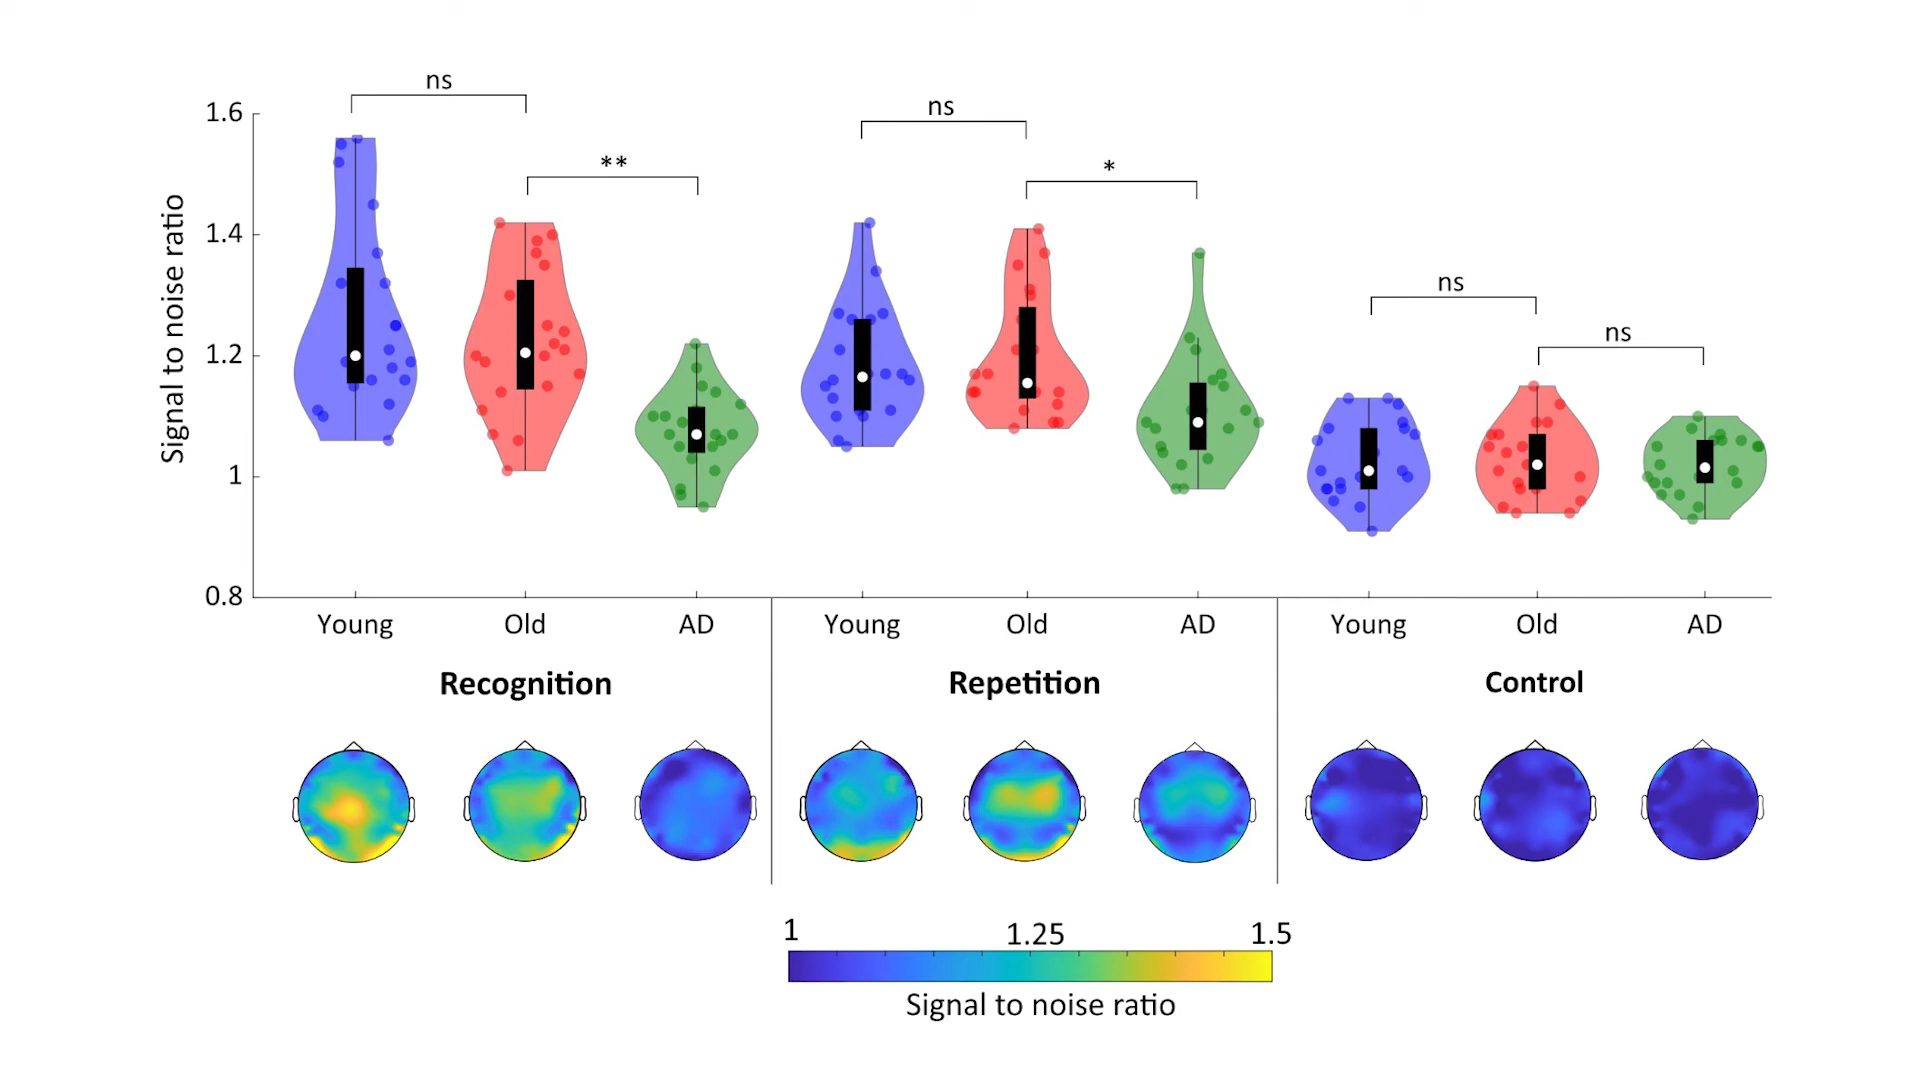 ns
ns
**
*
ns
ns
1.6
1.4
1.2
1
0.8
Signal to noise ratio
Young Old AD Young Old AD Young Old AD
Recognition Repetition Control
1 1.25 1.5
Signal to noise ratio